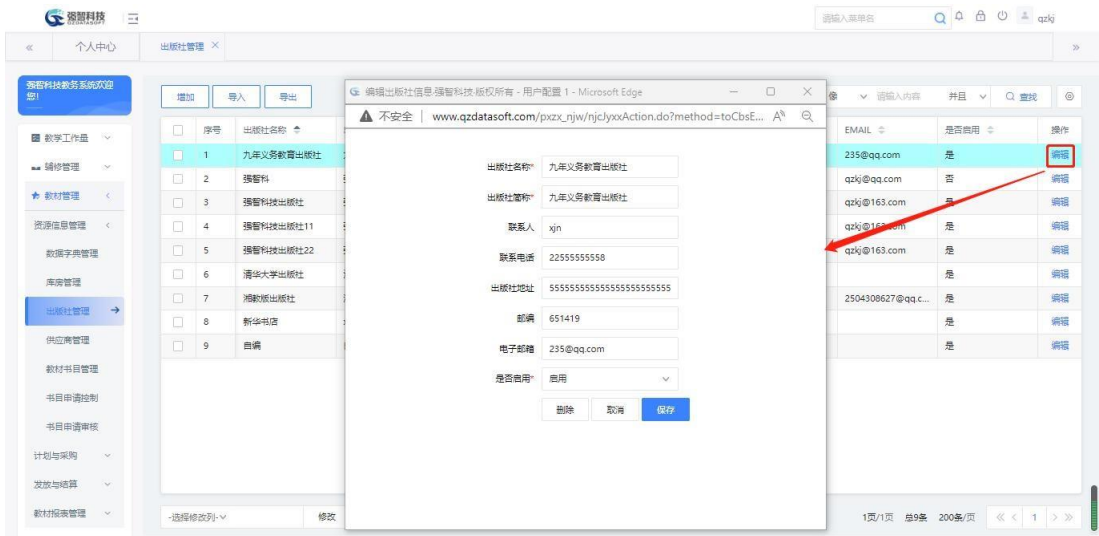 强智科技
QZDATASOFT
请输入菜单名
qzkj
个人中心
出版社管理
强智科技教务系统欢迎您!
教学工作量
辅修管理
教材管理
资源信息管理
数据字典管理
库房管理
出版社管理
供应商管理
教材书目管理
书目申请控制
书目申请审核
计划与采购
发放与结算
教材报表管理
增加 导入 导出
像 请输入内容 并且 查找
序号 出版社名称 EMAIL 是否启用 操作
1 九年义务教育出版社 235@qq.com 是 编辑
2 强智科 qzkj@qq.com 否 编辑
3 强智科技出版社 qzkj@163.com 是 编辑
4 强智科技出版社11 是 编辑
5 强智科技出版社22 qzkj@163.com 是 编辑
6 清华大学出版社 是 编辑
7 湘教版出版社 2504308627@qq.c... 是 编辑
8 新华书店 是 编辑
9 自编 是 编辑
编辑出版社信息-强智科技-版权所有 - 用户配置 1 - Microsoft Edge
不安全 | www.qzdatasoft.com/pxzx_njw/njcJyxxAction.do?method=toCbsE...
出版社名称* 九年义务教育出版社
出版社简称* 九年义务教育出版社
联系人 xjn
联系电话 22555555558
出版社地址
邮编 651419
电子邮箱 235@qq.com
是否启用* 启用
删除 取消 保存
-选择修改列- 修改
1页/1页 总9条 200条/页 1